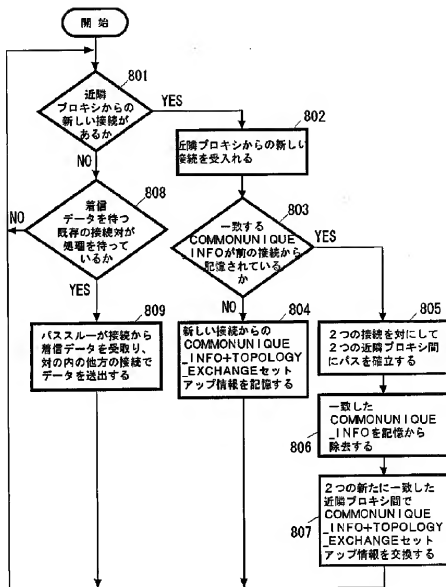 開始
801
近隣
プロキシからの
新しい接続が
あるか
YES
NO
802
近隣プロキシからの新しい
接続を受入れる
808
着信
データを待つ
既存の接続対が
処理を待って
いるか
NO
YES
803
一致する
COMMONUNIQUE
_INFOが前の接続から
記憶されている
か
YES
NO
809
パススルーが接続から
着信データを受取り、
対の内の他方の接続で
データを送出する
804
新しい接続からの
COMMONUNIQUE
_INFO+TOPOLOGY
_EXCHANGEセット
アップ情報を記憶する
805
2つの接続を対にして
2つの近隣プロキシ間
にパスを確立する
806
一致した
COMMONUNIQUE
_INFOを記憶から
除去する
807
2つの新たに一致した
近隣プロキシ間で
COMMONUNIQUE
_INFO+TOPOLOGY
_EXCHANGEセット
アップ情報を交換する